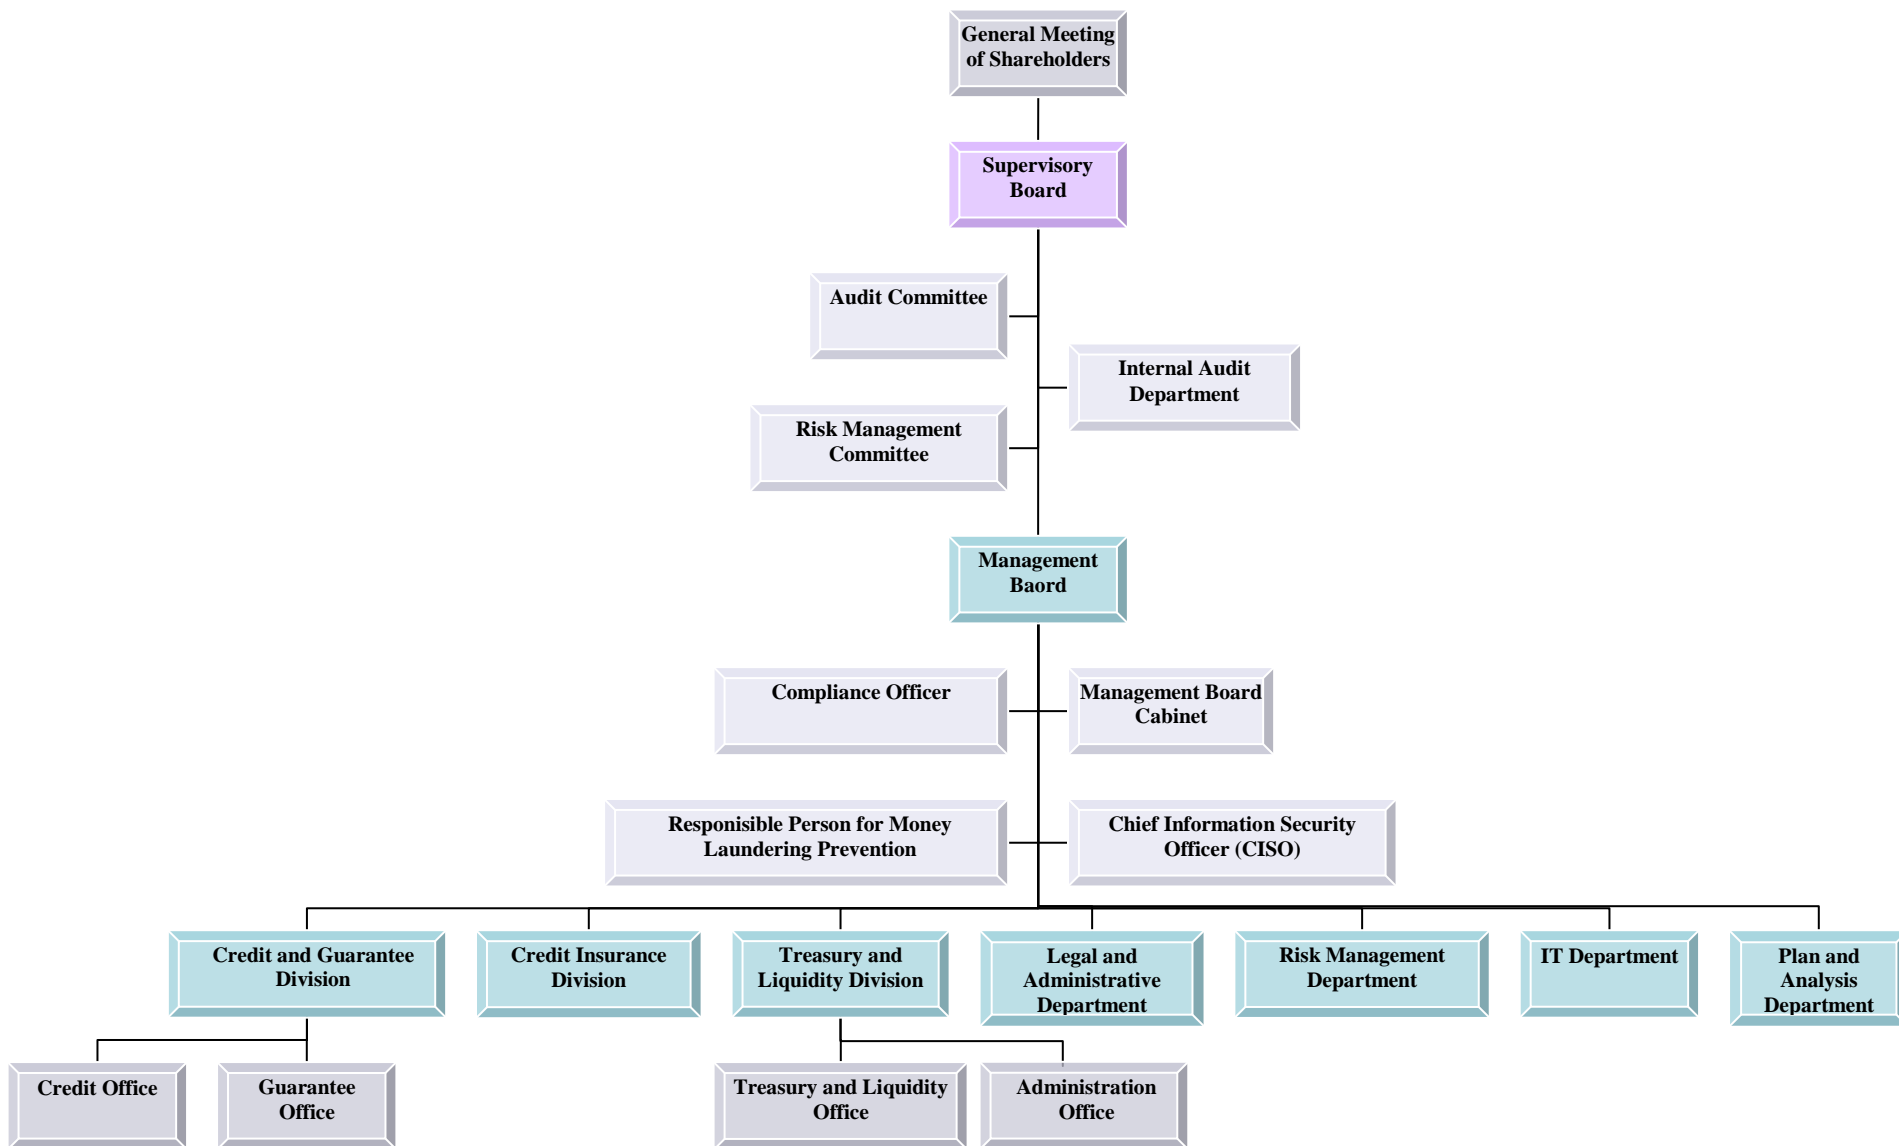 General Meeting
of Shareholders
Supervisory
Board
Audit Committee
Internal Audit
Department
Risk Management
Committee
Management
Baord
Compliance Officer
Management Board
Cabinet
Responisible Person for Money
Laundering Prevention
Chief Information Security
Officer (CISO)
Credit and Guarantee
Division
Credit Insurance
Division
Treasury and
Liquidity Division
Legal and
Administrative
Department
Risk Management
Department
IT Department
Plan and
Analysis
Department
Credit Office
Guarantee
Office
Treasury and Liquidity
Office
Administration
Office